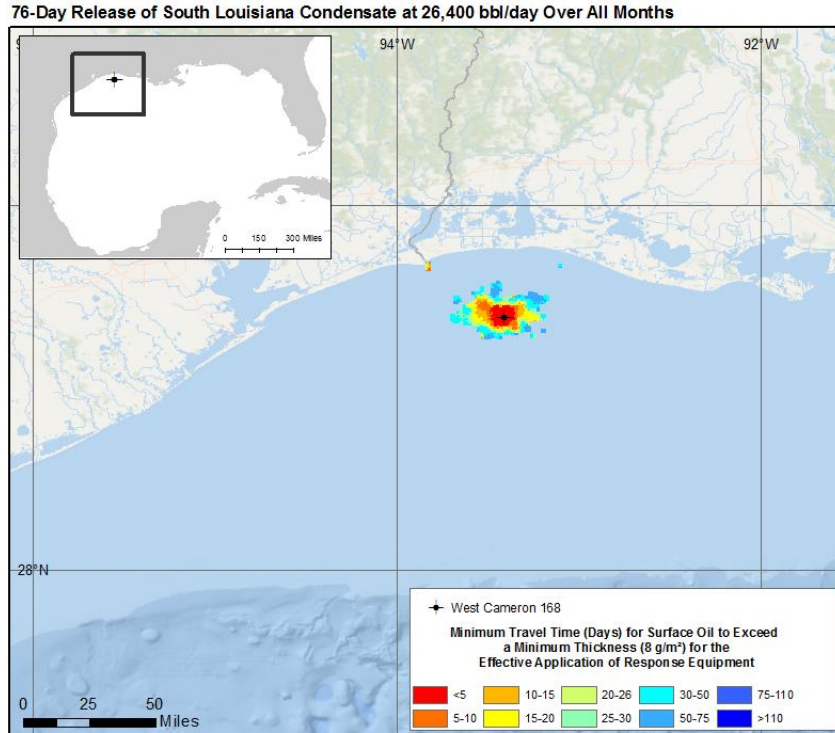 76-Day Release of South Louisiana Condensate at 26,400 bbl/day Over All Months
94°W
92°W
0 150 300 Miles
28°N
West Cameron 168
Minimum Travel Time (Days) for Surface Oil to Exceed
a Minimum Thickness (8 g/m²) for the
Effective Application of Response Equipment
<5 10-15 20-26 30-50 75-110
5-10 15-20 25-30 50-75 >110
0 25 50
Miles